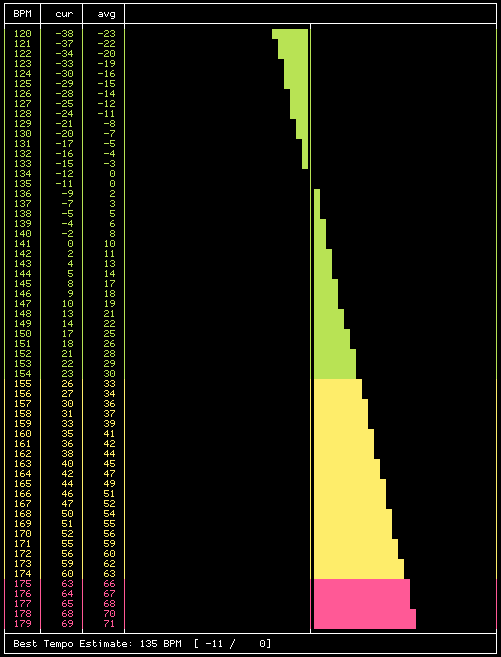 BPM cur avg
120 -38 -23
121 -37 -22
122 -34 -20
123 -33 -19
124 -30 -16
125 -29 -15
126 -28 -14
127 -25 -12
128 -24 -11
129 -21 -8
130 -20 -7
131 -17 -5
132 -16 -4
133 -15 -3
134 -12 0
135 -11 0
136 -9 2
137 -7 3
138 -5 5
139 -4 6
140 -2 8
141 0 10
142 2 11
143 4 13
144 5 14
145 8 17
146 9 18
147 10 19
148 13 21
149 14 22
150 17 25
151 18 26
152 21 28
153 22 29
154 23 30
155 26 33
156 27 34
157 30 36
158 31 37
159 33 39
160 35 41
161 36 42
162 38 44
163 40 45
164 42 47
165 44 49
166 46 51
167 47 52
168 50 54
169 51 55
170 52 56
171 55 59
172 56 60
173 59 62
174 60 63
175 63 66
176 64 67
177 65 68
178 68 70
179 69 71
Best Tempo Estimate: 135 BPM [ -11 / 0]